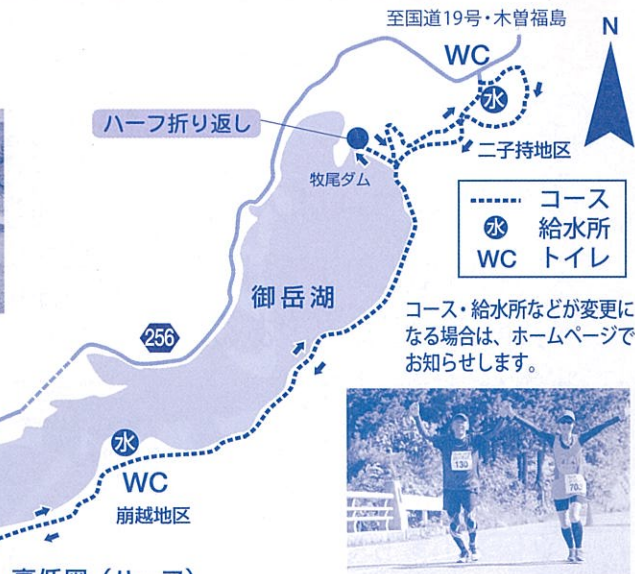 至国道19号・木曽福島
N
WC
水
ハーフ折り返し
二子持地区
牧尾ダム
コース
水 給水所
WC トイレ
御岳湖
コース・給水所などが変更に
なる場合は、ホームページで
お知らせします。
256
水
WC
崩越地区
130